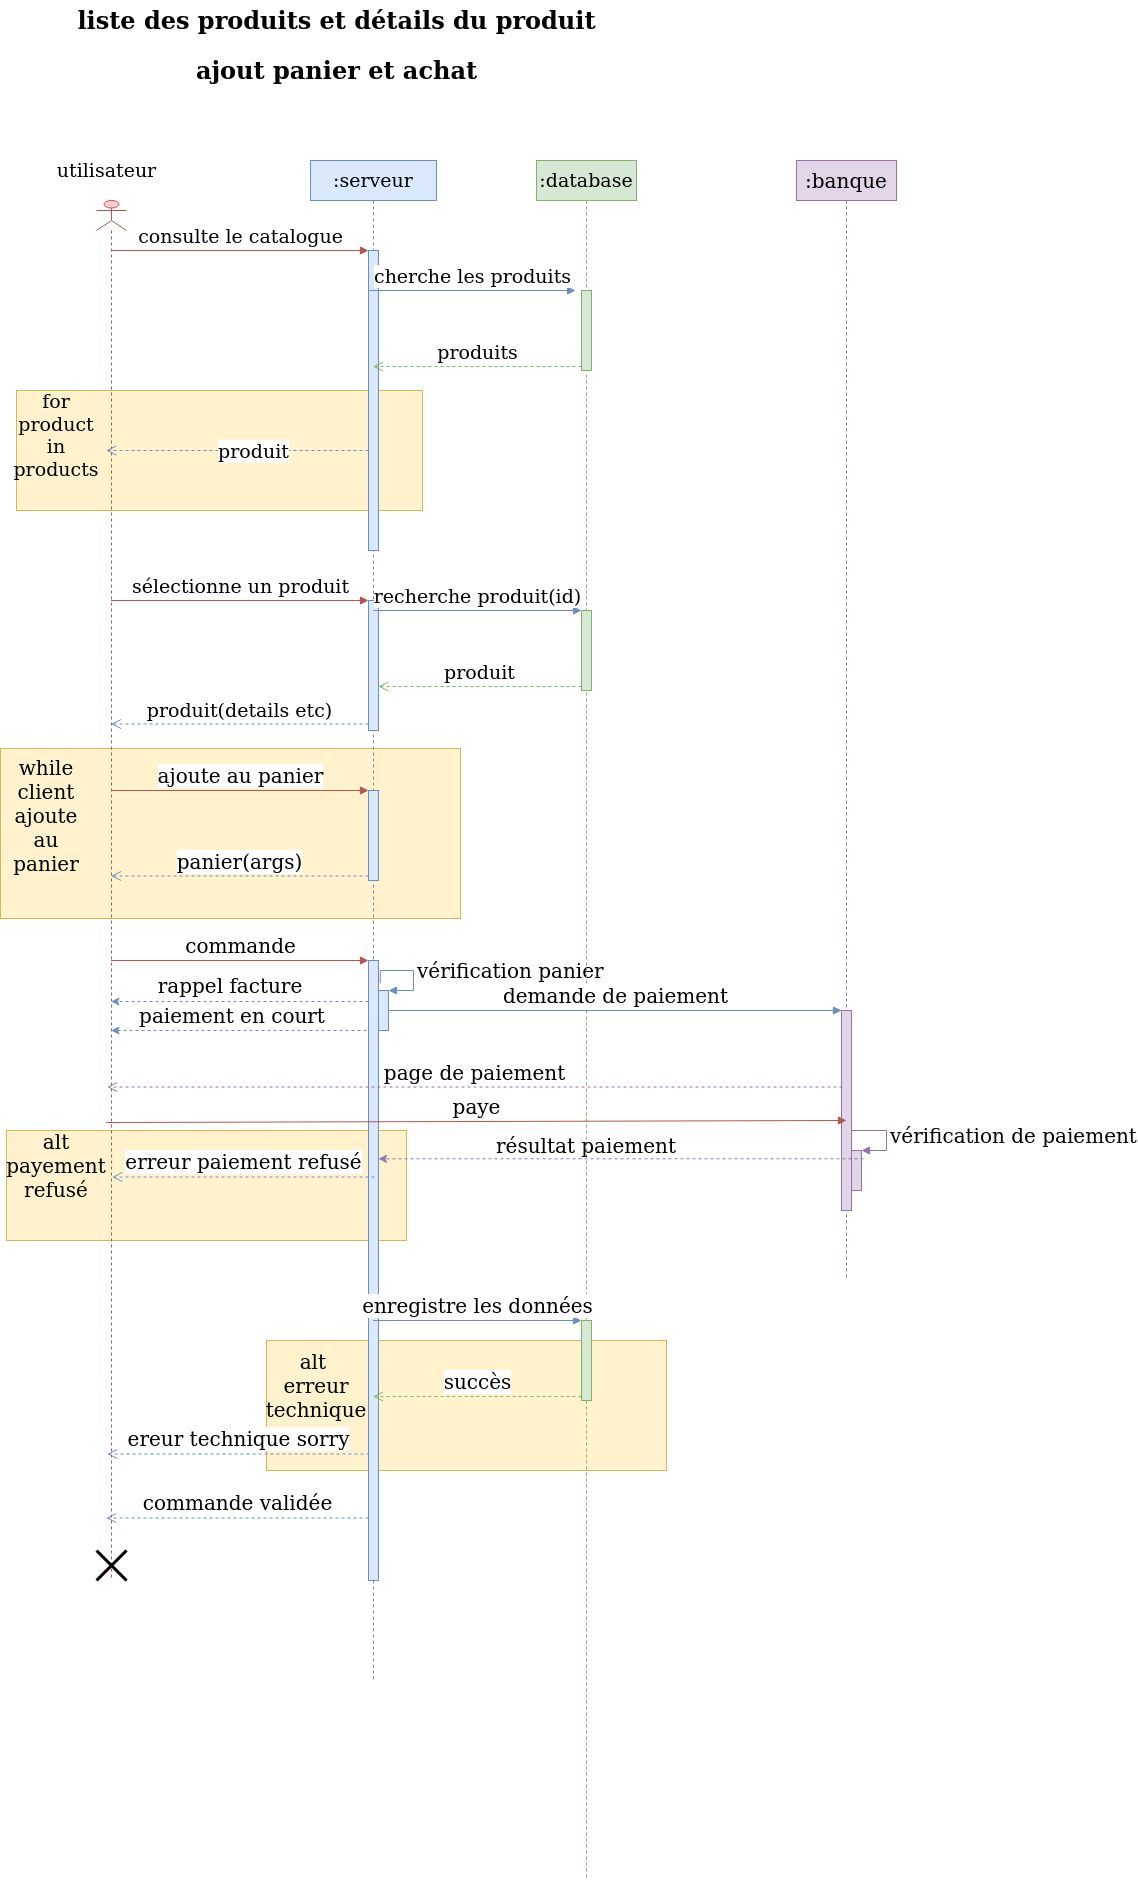 liste des produits et détails du produit
ajout panier et achat
utilisateur
:serveur
:database
:banque
consulte le catalogue
cherche les produits
produits
for
product
in
products
produit
sélectionne un produit
recherche produit(id)
produit
produit(details etc)
while
client
ajoute
au
panier
ajoute au panier
panier(args)
commande
vérification panier
rappel facture
demande de paiement
paiement en court
page de paiement
paye
alt
payement
refusé
vérification de paiement
résultat paiement
erreur paiement refusé
enregistre les données
alt
erreur
technique
succès
ereur technique sorry
commande validée